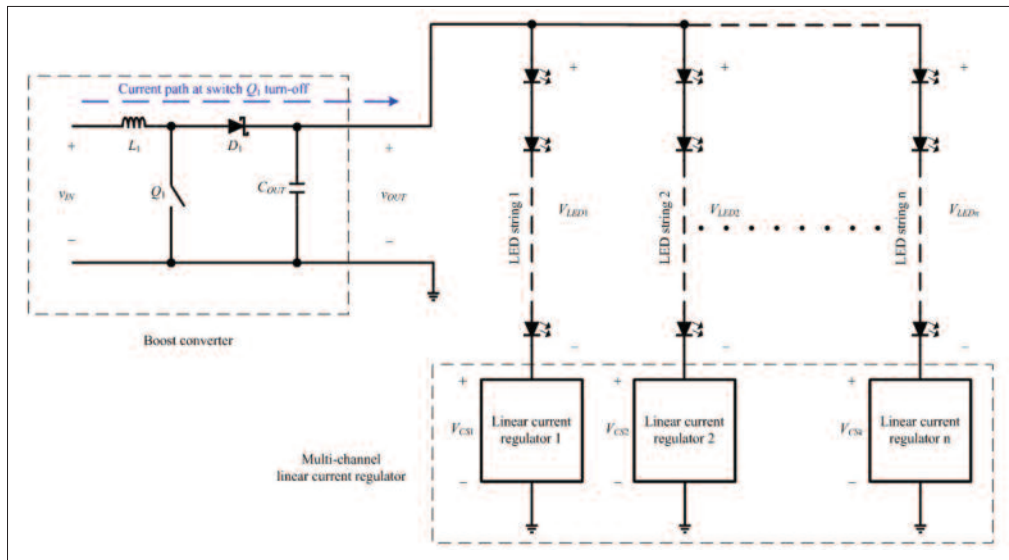 Current path at switch Q1 turn-off
+
L1
D1
+
vIN
Q1
COUT
vOUT
−
−
Boost converter
+
+
+
LED string 1
VLED1
LED string 2
VLED2
LED string n
VLEDn
−
−
−
+
+
+
VCS1
Linear current
regulator 1
VCS2
Linear current
regulator 2
VCSn
Linear current
regulator n
−
−
−
Multi-channel
linear current regulator